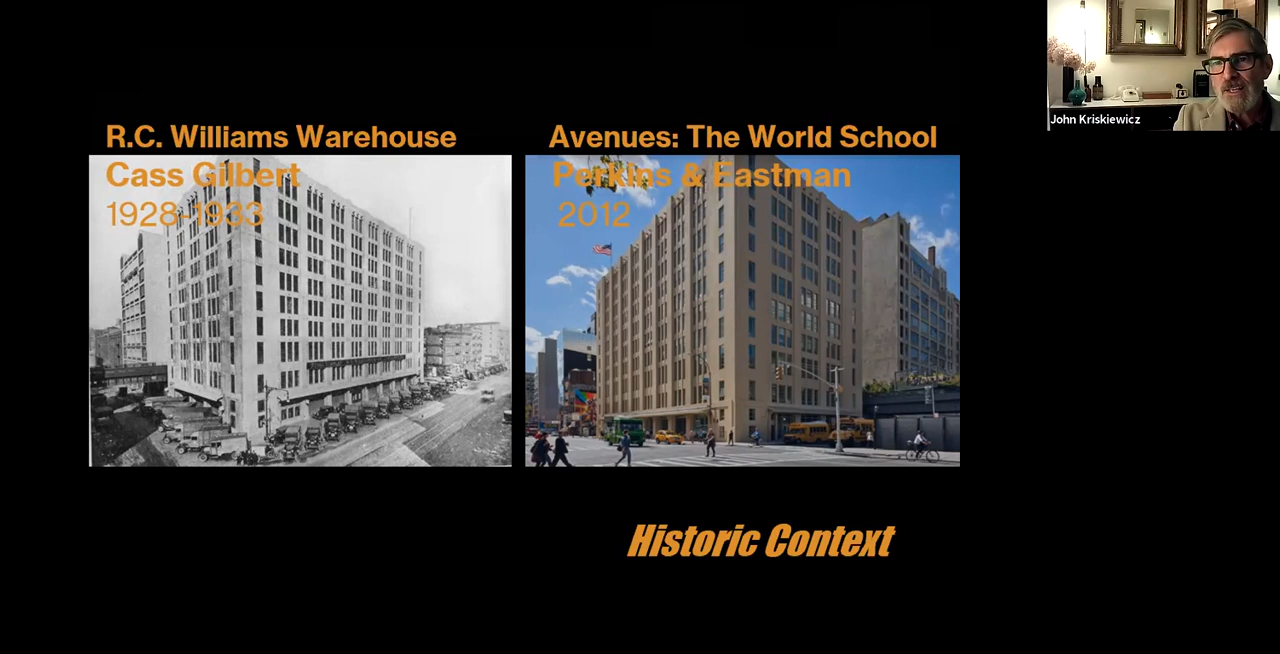 R.C. Williams Warehouse
Cass Gilbert
1928-1933
Avenues: The World School
Perkins & Eastman
2012
Historic Context
John Kriskiewicz